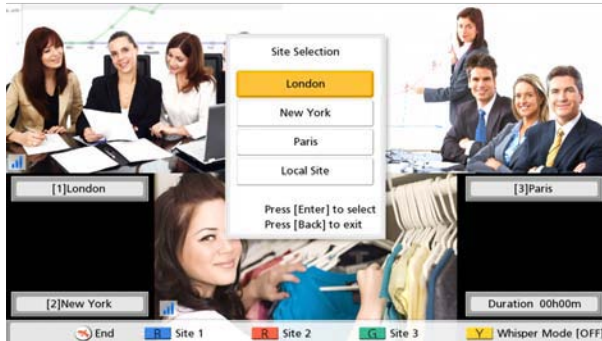 Site Selection
London
New York
Paris
Local Site
Press [Enter] to select
Press [Back] to exit
[1]London
[3]Paris
[2]New York
Duration 00h00m
End
R Site 1
R Site 2
G Site 3
Y Whisper Mode [OFF]